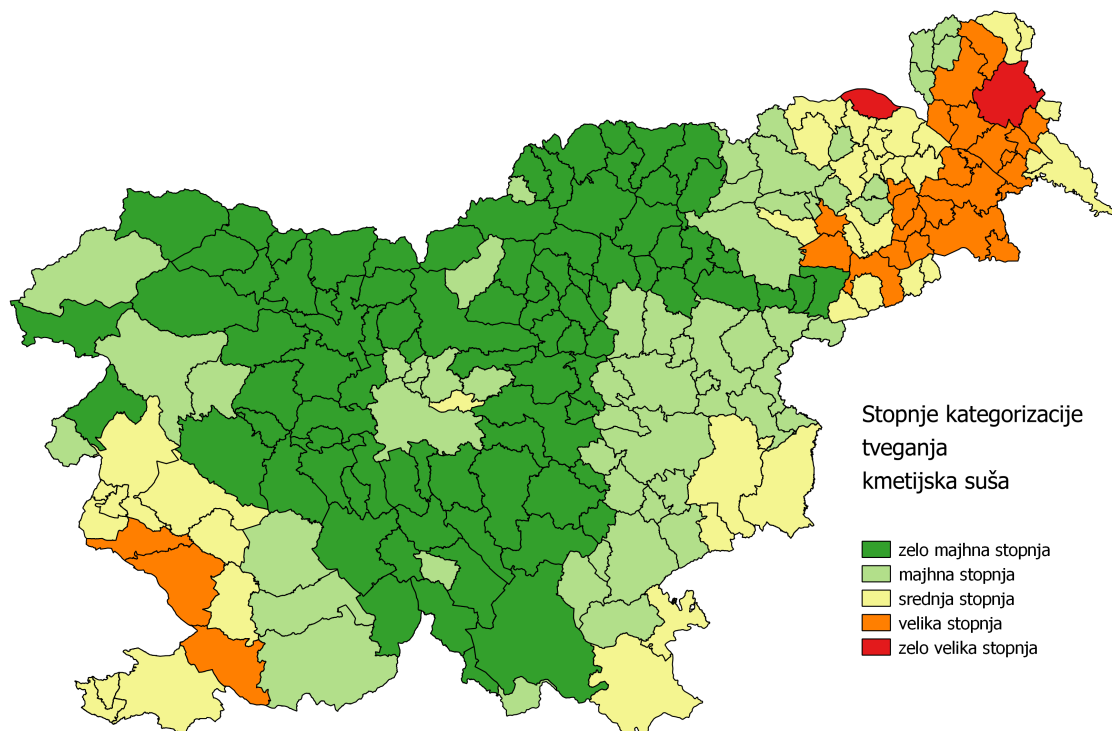 Stopnje kategorizacije
tveganja
kmetijska suša
zelo majhna stopnja
majhna stopnja
srednja stopnja
velika stopnja
zelo velika stopnja